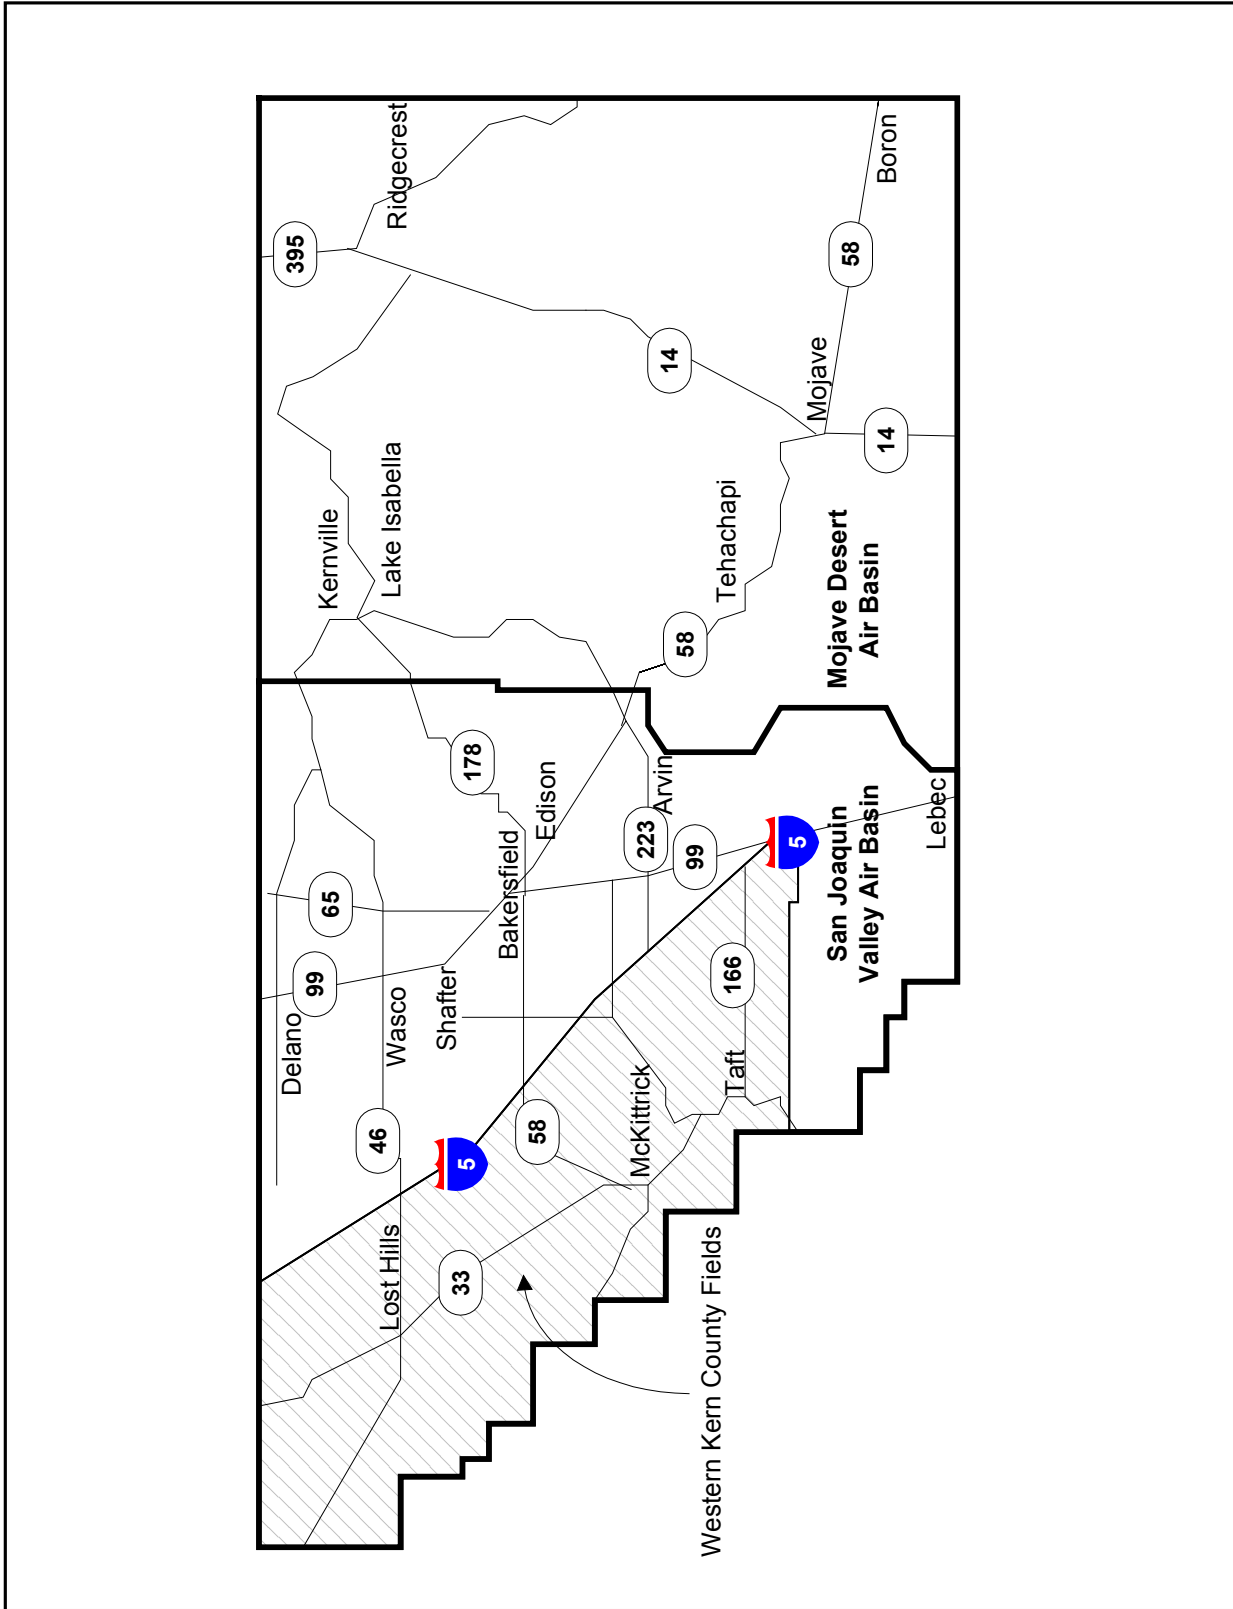 395
Ridgecrest
Boron
58
14
Mojave
14
Kernville
Lake Isabella
Tehachapi
58
Mojave Desert
Air Basin
178
Edison
Arvin
223
99
5
Lebec
San Joaquin
Valley Air Basin
65
Bakersfield
99
Delano
Wasco
Shafter
166
Taft
46
5
58
McKittrick
Lost Hills
33
Western Kern County Fields